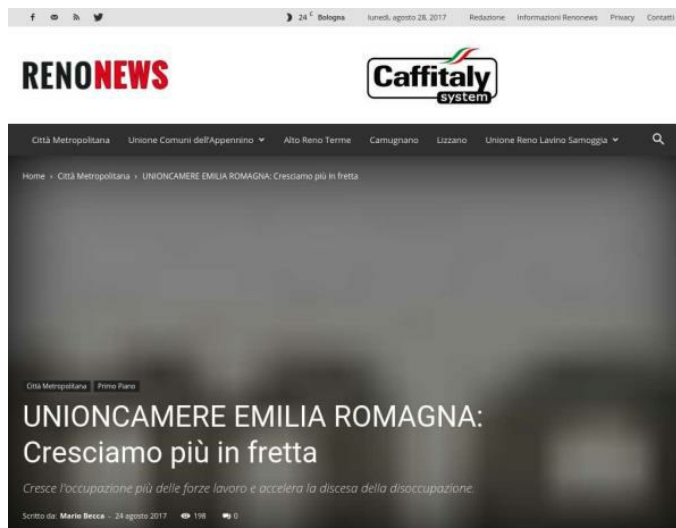 24 C Bologna lunedì, agosto 28, 2017 Redazione Informazioni Renonews Privacy Contatti
RENONEWS
Caffitaly
system
Città Metropolitana Unione Comuni dell'Appennino Alto Reno Terme Camugnano Lizzano Unione Reno Lavino Samoggia
Home › Città Metropolitana › UNIONCAMERE EMILIA ROMAGNA: Cresciamo più in fretta
Città Metropolitana Primo Piano
UNIONCAMERE EMILIA ROMAGNA:
Cresciamo più in fretta
Cresce l'occupazione più delle forze lavoro e accelera la discesa della disoccupazione.
Scritto da: Mario Becca - 24 agosto 2017 198 0